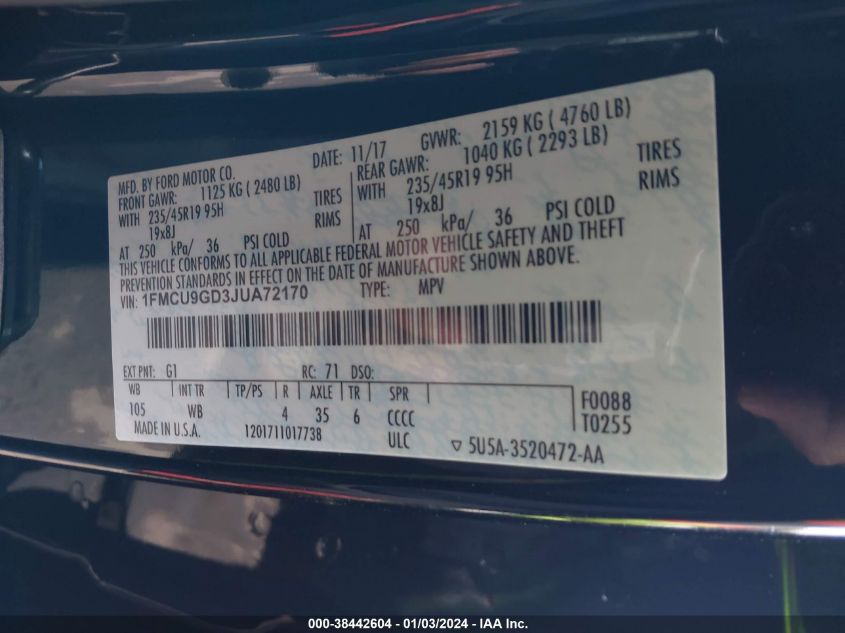 MFD. BY FORD MOTOR CO. DATE: 11/17 GVWR: 2159 KG ( 4760 LB)
FRONT GAWR: 1125 KG ( 2480 LB) REAR GAWR: 1040 KG ( 2293 LB)
WITH 235/45R19 95H TIRES WITH 235/45R19 95H TIRES
19x8J RIMS 19x8J RIMS
AT 250 kPa/ 36 PSI COLD AT 250 kPa/ 36 PSI COLD
THIS VEHICLE CONFORMS TO ALL APPLICABLE FEDERAL MOTOR VEHICLE SAFETY AND THEFT
PREVENTION STANDARDS IN EFFECT ON THE DATE OF MANUFACTURE SHOWN ABOVE.
VIN: 1FMCU9GD3JUA72170 TYPE: MPV
EXT PNT: G1 RC: 71 DSO:
WB INT TR TP/PS R AXLE TR SPR F0088
105 WB 4 35 6 CCCC T0255
MADE IN U.S.A. 1201711017738 ULC ▽ 5U5A-3520472-AA
000-38442604 - 01/03/2024 - IAA Inc.